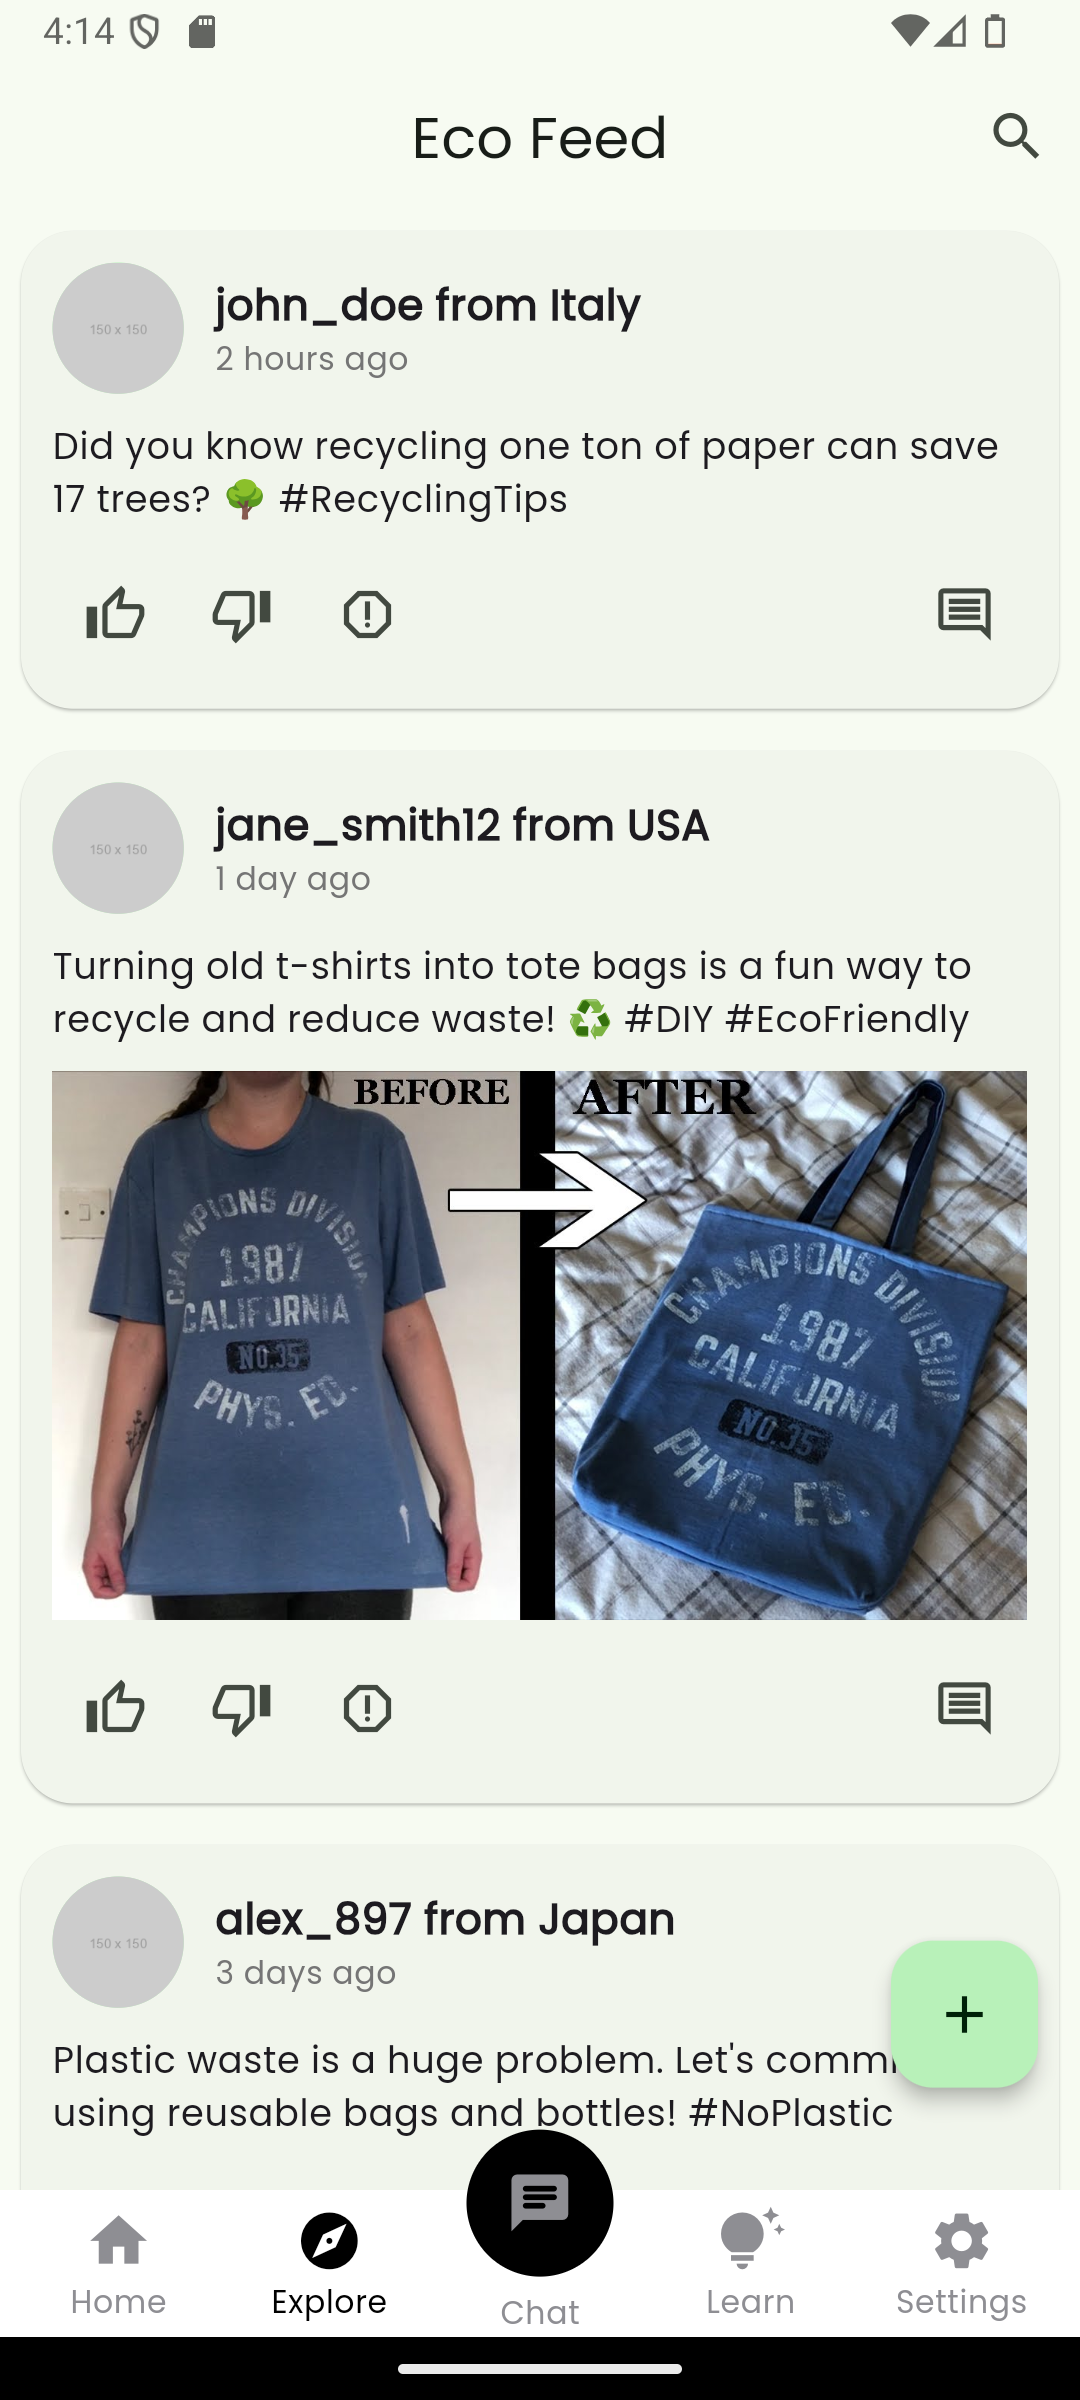 4:14
Eco Feed
150 x 150
john_doe from Italy
2 hours ago
Did you know recycling one ton of paper can save
17 trees? 🌳 #RecyclingTips
150 x 150
jane_smith12 from USA
1 day ago
Turning old t-shirts into tote bags is a fun way to
recycle and reduce waste! ♻️ #DIY #EcoFriendly
BEFORE
AFTER
CHAMPIONS DIVISION
1987
CALIFORNIA
NO.35
PHYS. ED.
CHAMPIONS DIVISION
1987
CALIFORNIA
NO.35
PHYS. ED.
150 x 150
alex_897 from Japan
3 days ago
Plastic waste is a huge problem. Let's
using reusable bags and bottles! #NoPlastic
Home
Explore
Chat
Learn
Settings